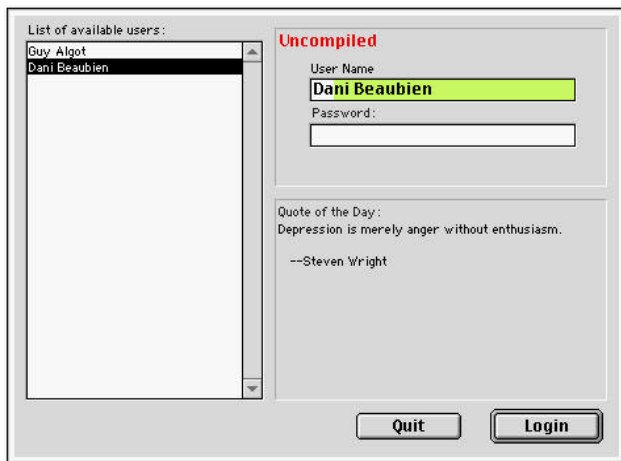 List of available users:
Guy Algot
Dani Beaubien
Uncompiled
User Name
Dani Beaubien
Password:
Quote of the Day:
Depression is merely anger without enthusiasm.
--Steven Wright
Quit
Login